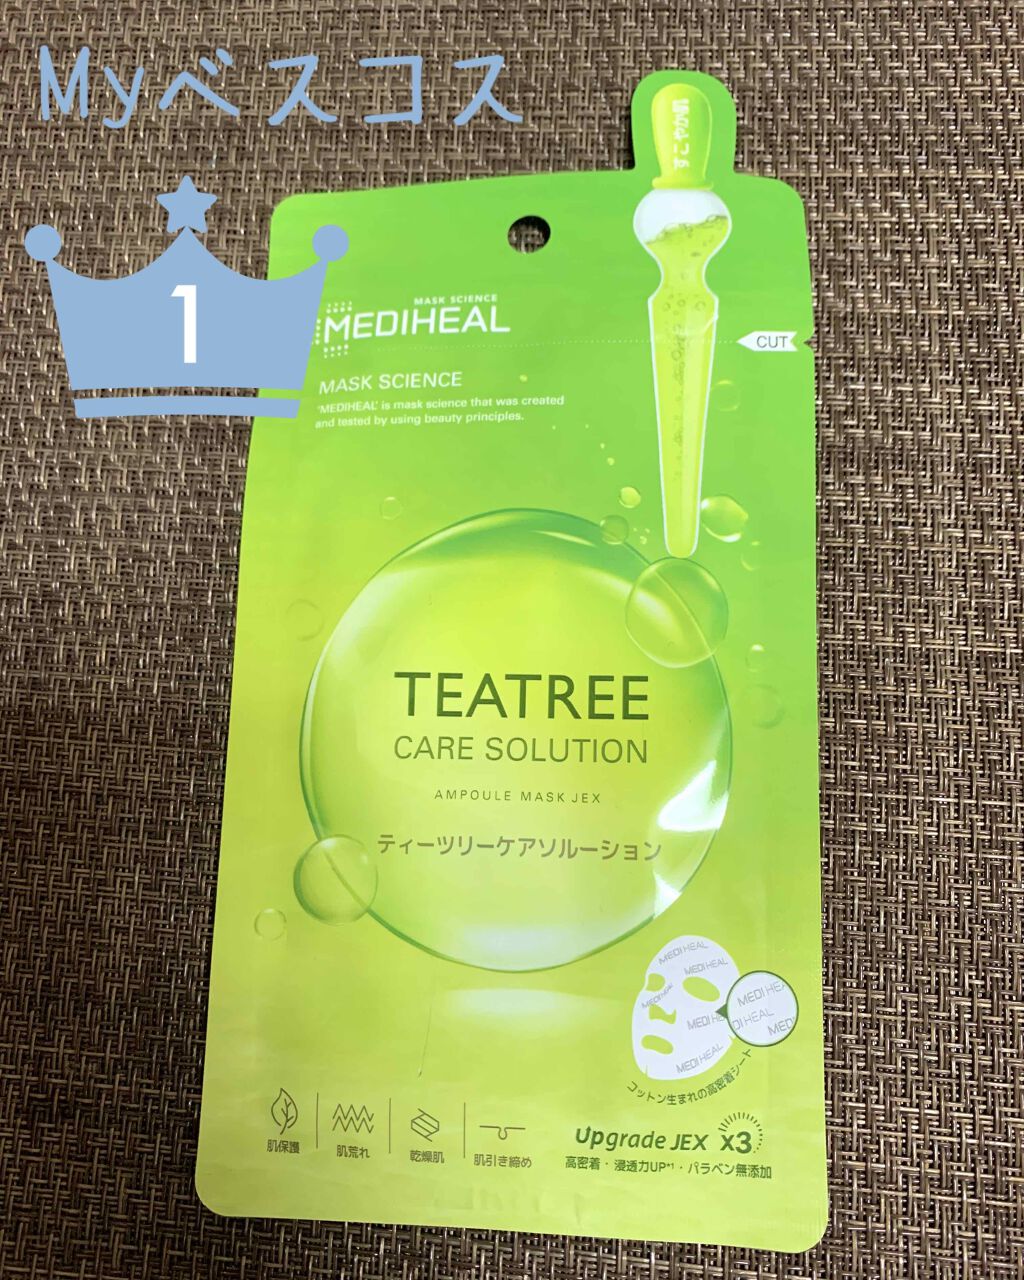 Myベスコス
1
MASK SCIENCE
MEDIHEAL
CUT
MASK SCIENCE
'MEDIHEAL' is mask science that was created
and tested by using beauty principles.
TEATREE
CARE SOLUTION
AMPOULE MASK JEX
ティーツリーケアソルーション
MEDIHEAL
MEDIHEAL
MEDIHEAL
MEDIHEAL
コットン生まれの高密着シート
肌保護
肌荒れ
乾燥肌
肌引き締め
Upgrade JEX x3
高密着・浸透力UP*1・パラベン無添加